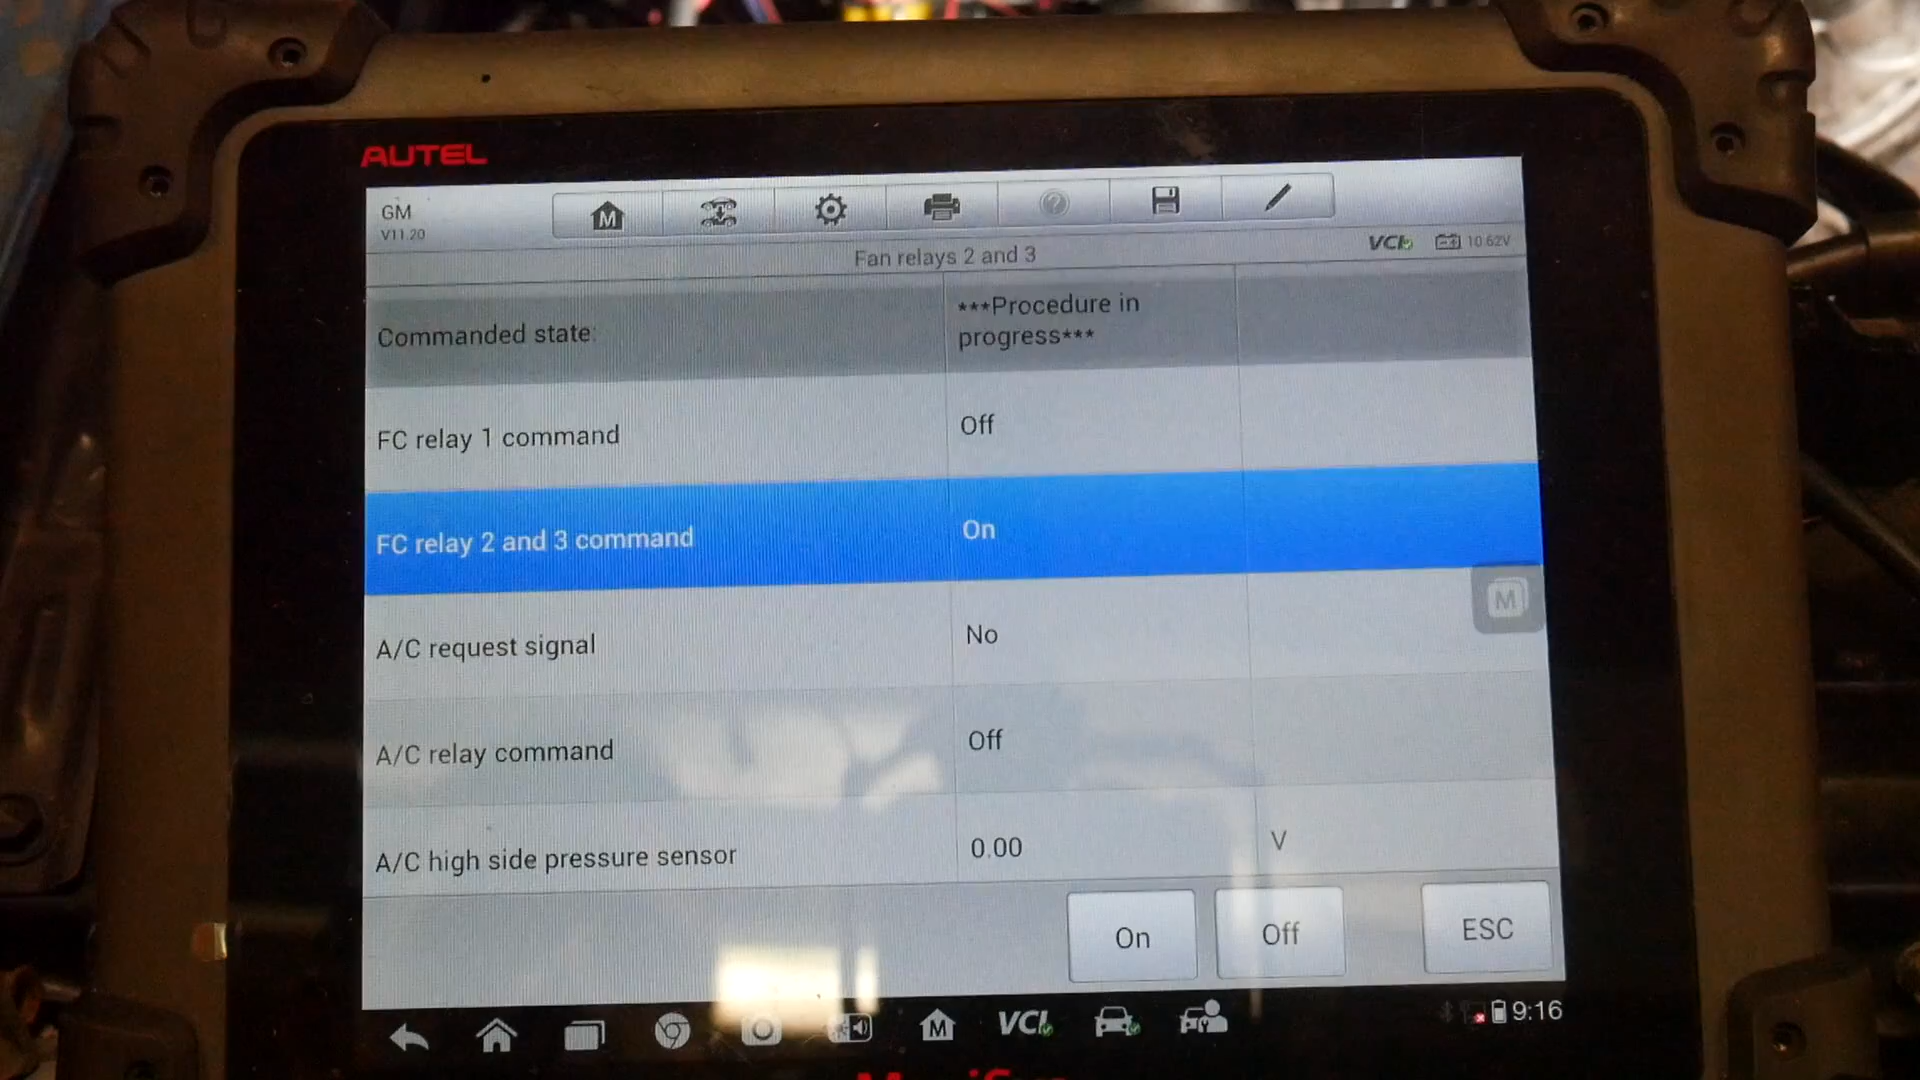 AUTEL
GM
V11.20
M
?
Fan relays 2 and 3
VCI
10.62V
Commanded state:
***Procedure in
progress***
FC relay 1 command
Off
FC relay 2 and 3 command
On
M
A/C request signal
No
A/C relay command
Off
A/C high side pressure sensor
0.00
V
On
Off
ESC
M
VCI
9:16